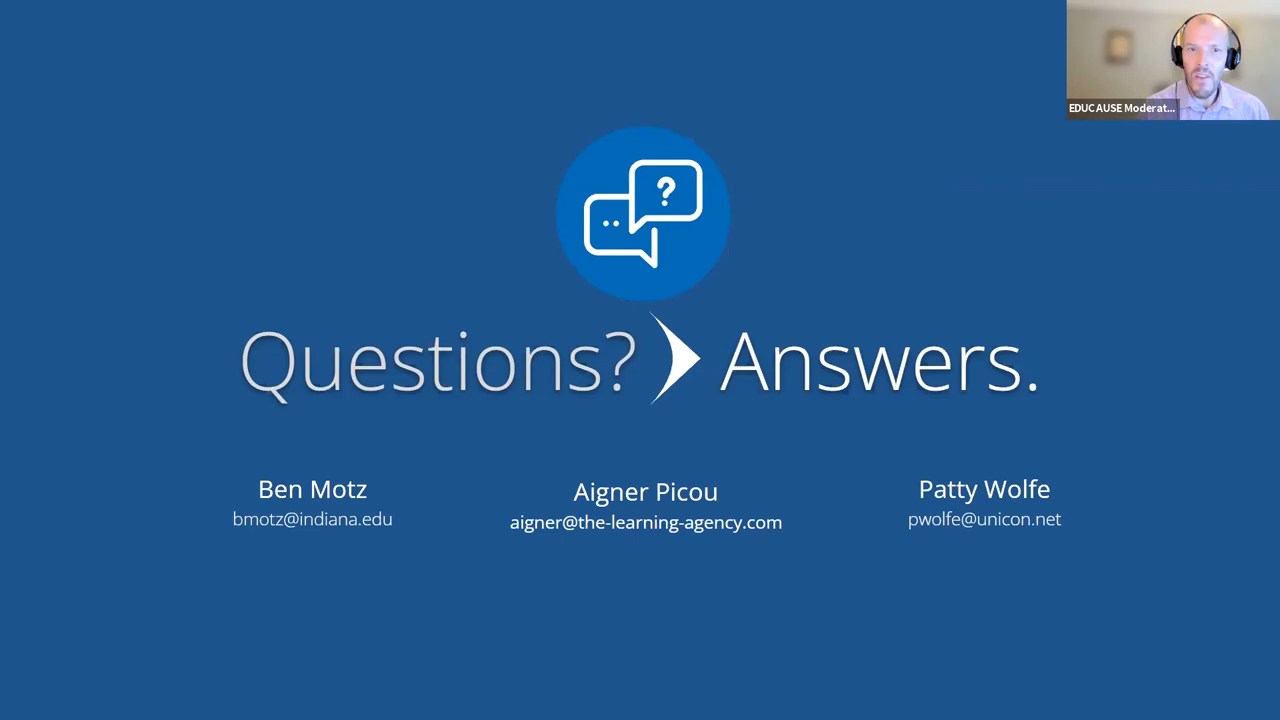 EDUCAUSE Moderat...
?
Questions? Answers.
Ben Motz
bmotz@indiana.edu
Aigner Picou
aigner@the-learning-agency.com
Patty Wolfe
pwolfe@unicon.net